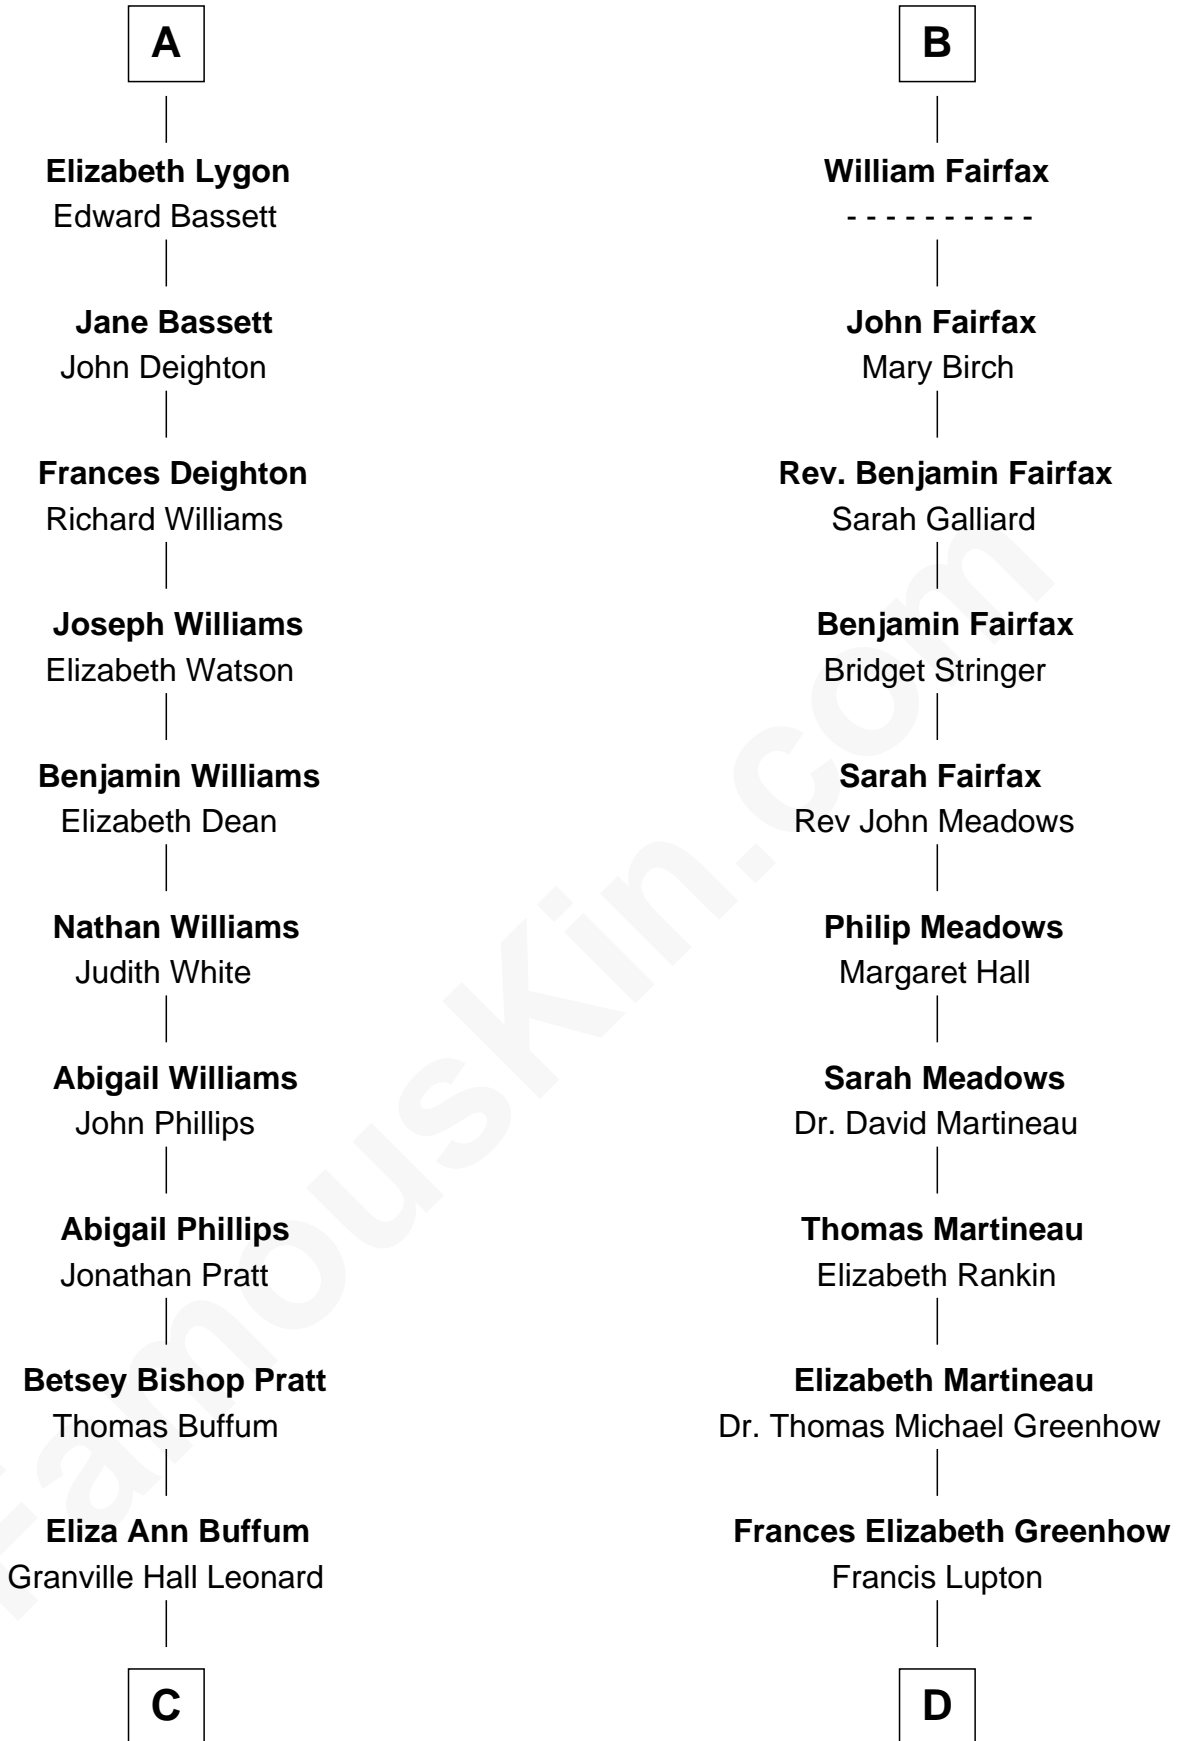 A
Elizabeth Lygon
Edward Bassett
Jane Bassett
John Deighton
Frances Deighton
Richard Williams
Joseph Williams
Elizabeth Watson
Benjamin Williams
Elizabeth Dean
Nathan Williams
Judith White
Abigail Williams
John Phillips
Abigail Phillips
Jonathan Pratt
Betsey Bishop Pratt
Thomas Buffum
Eliza Ann Buffum
Granville Hall Leonard
C
B
William Fairfax
- - - - - - - - - -
John Fairfax
Mary Birch
Rev. Benjamin Fairfax
Sarah Galliard
Benjamin Fairfax
Bridget Stringer
Sarah Fairfax
Rev John Meadows
Philip Meadows
Margaret Hall
Sarah Meadows
Dr. David Martineau
Thomas Martineau
Elizabeth Rankin
Elizabeth Martineau
Dr. Thomas Michael Greenhow
Frances Elizabeth Greenhow
Francis Lupton
D
FamousKin.com